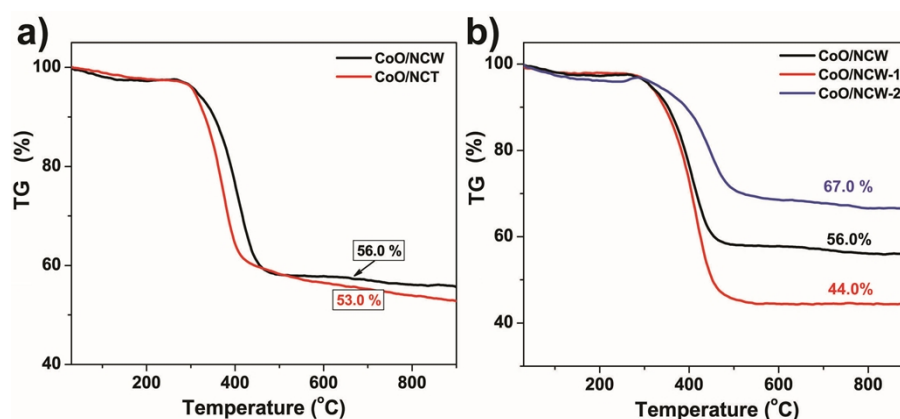 a)
CoO/NCW
CoO/NCT
100
80
60
40
TG (%)
56.0 %
53.0 %
200 400 600 800
Temperature (°C)
b)
CoO/NCW
CoO/NCW-1
CoO/NCW-2
100
80
60
40
TG (%)
67.0 %
56.0%
44.0%
200 400 600 800
Temperature (°C)